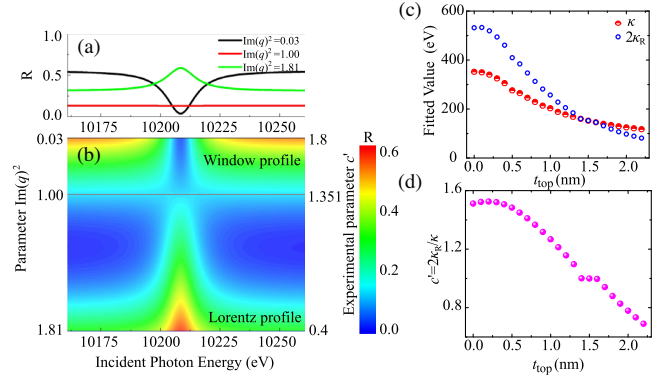 (a)
Im(q)²=0.03
Im(q)²=1.00
Im(q)²=1.81
R
1.0
0.5
0.0
10175 10200 10225 10250
(b)
R
Window profile
Lorentz profile
Parameter Im(q)²
0.03
1.00
1.81
1.8
1.351
0.4
Experimental parameter c'
0.6
0.4
0.2
0.0
10175 10200 10225 10250
Incident Photon Energy (eV)
(c)
κ
2κR
Fitted Value (eV)
600
400
200
0
0.0 0.5 1.0 1.5 2.0
ttop(nm)
(d)
c'=2κR/κ
1.6
1.2
0.8
0.0 0.5 1.0 1.5 2.0
ttop(nm)